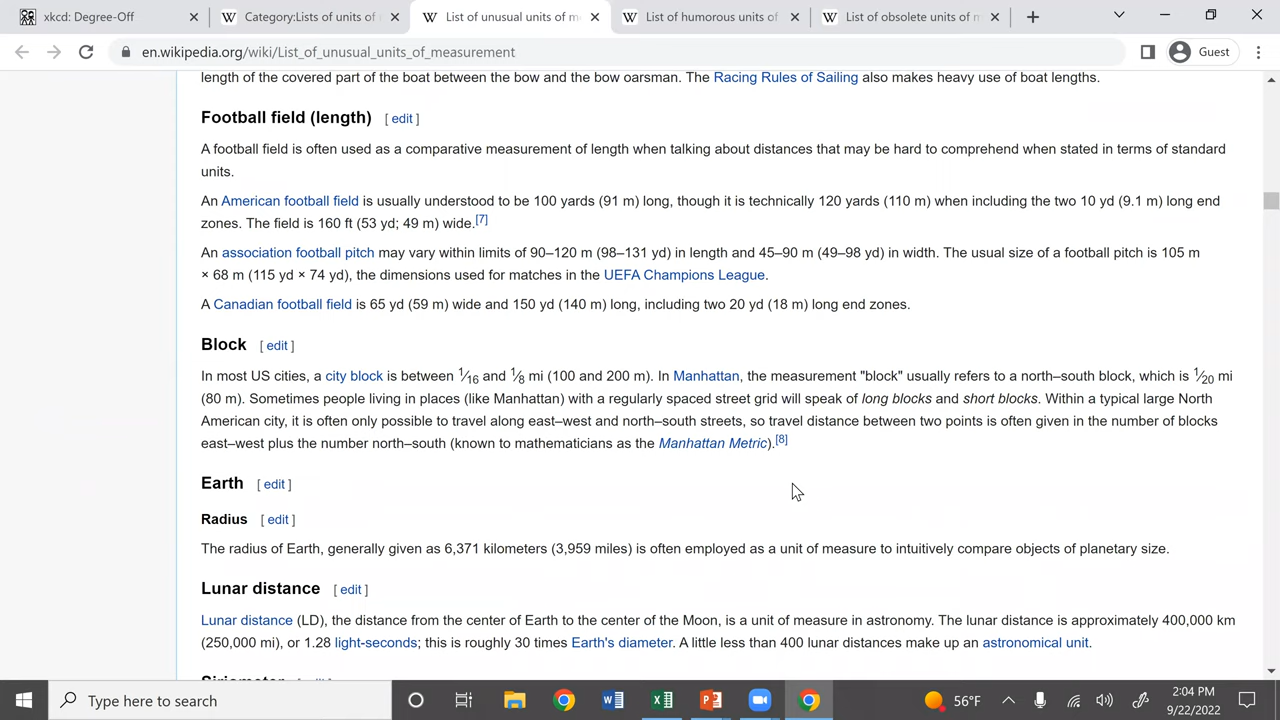 xkcd: Degree-Off
Category:Lists of units of
List of unusual units of m
List of humorous units of
List of obsolete units of m
en.wikipedia.org/wiki/List_of_unusual_units_of_measurement
Guest
length of the covered part of the boat between the bow and the bow oarsman. The Racing Rules of Sailing also makes heavy use of boat lengths.
Football field (length) [ edit ]
A football field is often used as a comparative measurement of length when talking about distances that may be hard to comprehend when stated in terms of standard
units.
An American football field is usually understood to be 100 yards (91 m) long, though it is technically 120 yards (110 m) when including the two 10 yd (9.1 m) long end
zones. The field is 160 ft (53 yd; 49 m) wide.[7]
An association football pitch may vary within limits of 90–120 m (98–131 yd) in length and 45–90 m (49–98 yd) in width. The usual size of a football pitch is 105 m
× 68 m (115 yd × 74 yd), the dimensions used for matches in the UEFA Champions League.
A Canadian football field is 65 yd (59 m) wide and 150 yd (140 m) long, including two 20 yd (18 m) long end zones.
Block [ edit ]
In most US cities, a city block is between 1⁄16 and 1⁄8 mi (100 and 200 m). In Manhattan, the measurement "block" usually refers to a north–south block, which is 1⁄20 mi
(80 m). Sometimes people living in places (like Manhattan) with a regularly spaced street grid will speak of long blocks and short blocks. Within a typical large North
American city, it is often only possible to travel along east–west and north–south streets, so travel distance between two points is often given in the number of blocks
east–west plus the number north–south (known to mathematicians as the Manhattan Metric).[8]
Earth [ edit ]
Radius [ edit ]
The radius of Earth, generally given as 6,371 kilometers (3,959 miles) is often employed as a unit of measure to intuitively compare objects of planetary size.
Lunar distance [ edit ]
Lunar distance (LD), the distance from the center of Earth to the center of the Moon, is a unit of measure in astronomy. The lunar distance is approximately 400,000 km
(250,000 mi), or 1.28 light-seconds; this is roughly 30 times Earth's diameter. A little less than 400 lunar distances make up an astronomical unit.
Type here to search
56°F
2:04 PM
9/22/2022